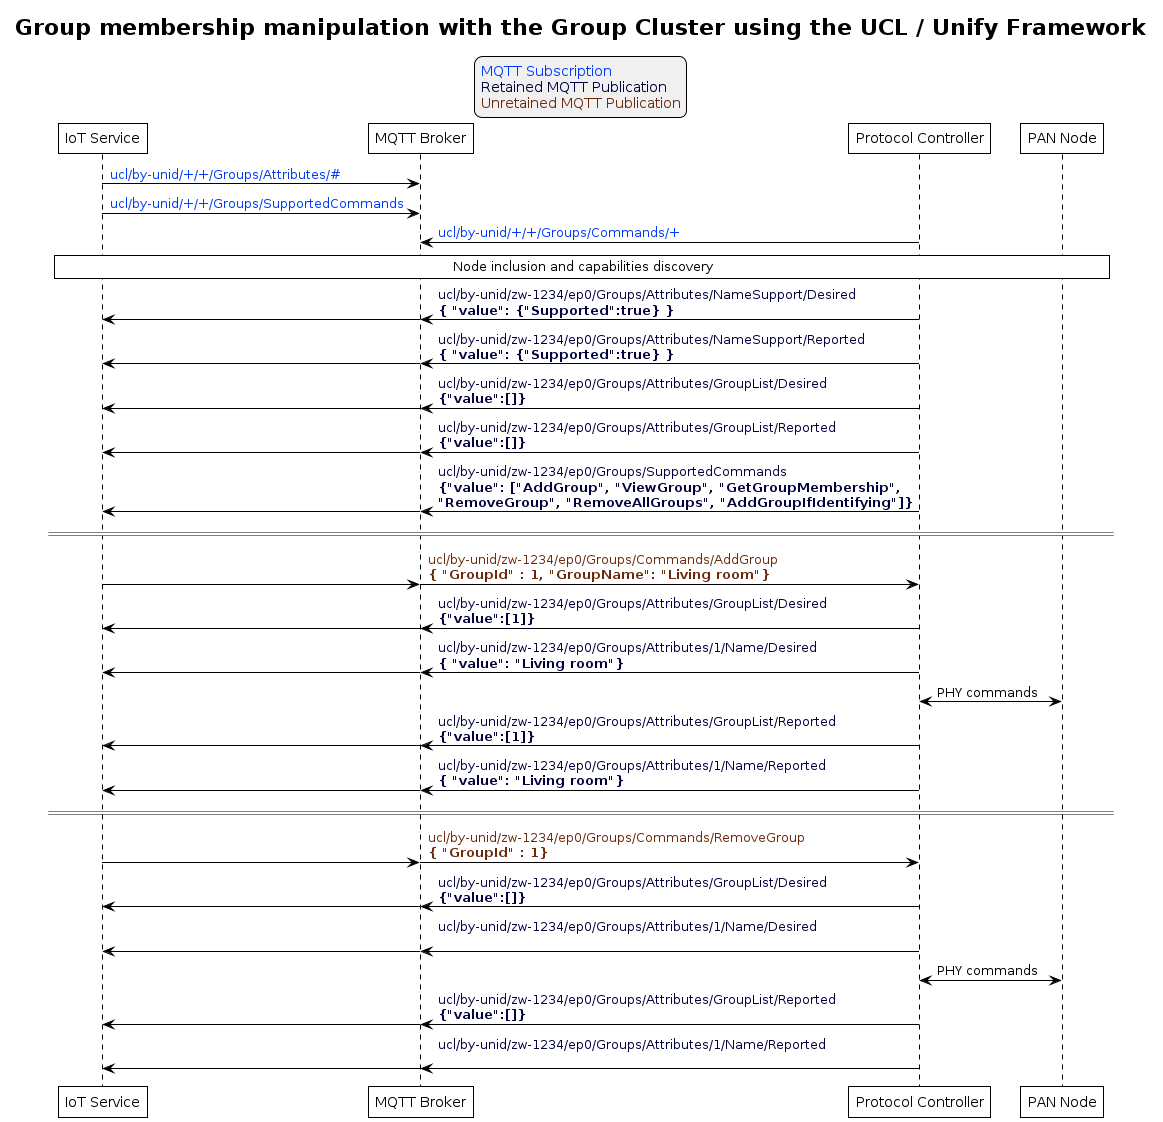 Group membership manipulation with the Group Cluster using the UCL / Unify Framework
MQTT Subscription
Retained MQTT Publication
Unretained MQTT Publication
IoT Service MQTT Broker Protocol Controller PAN Node
ucl/by-unid/+/+/Groups/Attributes/#
ucl/by-unid/+/+/Groups/SupportedCommands
ucl/by-unid/+/+/Groups/Commands/+
Node inclusion and capabilities discovery
ucl/by-unid/zw-1234/ep0/Groups/Attributes/NameSupport/Desired
{ "value": {"Supported":true} }
ucl/by-unid/zw-1234/ep0/Groups/Attributes/NameSupport/Reported
{ "value": {"Supported":true} }
ucl/by-unid/zw-1234/ep0/Groups/Attributes/GroupList/Desired
{"value":[]}
ucl/by-unid/zw-1234/ep0/Groups/Attributes/GroupList/Reported
{"value":[]}
ucl/by-unid/zw-1234/ep0/Groups/SupportedCommands
{"value": ["AddGroup", "ViewGroup", "GetGroupMembership",
"RemoveGroup", "RemoveAllGroups", "AddGroupIfIdentifying"]}
ucl/by-unid/zw-1234/ep0/Groups/Commands/AddGroup
{ "GroupId" : 1, "GroupName": "Living room"}
ucl/by-unid/zw-1234/ep0/Groups/Attributes/GroupList/Desired
{"value":[1]}
ucl/by-unid/zw-1234/ep0/Groups/Attributes/1/Name/Desired
{ "value": "Living room"}
PHY commands
ucl/by-unid/zw-1234/ep0/Groups/Attributes/GroupList/Reported
{"value":[1]}
ucl/by-unid/zw-1234/ep0/Groups/Attributes/1/Name/Reported
{ "value": "Living room"}
ucl/by-unid/zw-1234/ep0/Groups/Commands/RemoveGroup
{ "GroupId" : 1}
ucl/by-unid/zw-1234/ep0/Groups/Attributes/GroupList/Desired
{"value":[]}
ucl/by-unid/zw-1234/ep0/Groups/Attributes/1/Name/Desired
PHY commands
ucl/by-unid/zw-1234/ep0/Groups/Attributes/GroupList/Reported
{"value":[]}
ucl/by-unid/zw-1234/ep0/Groups/Attributes/1/Name/Reported
IoT Service MQTT Broker Protocol Controller PAN Node